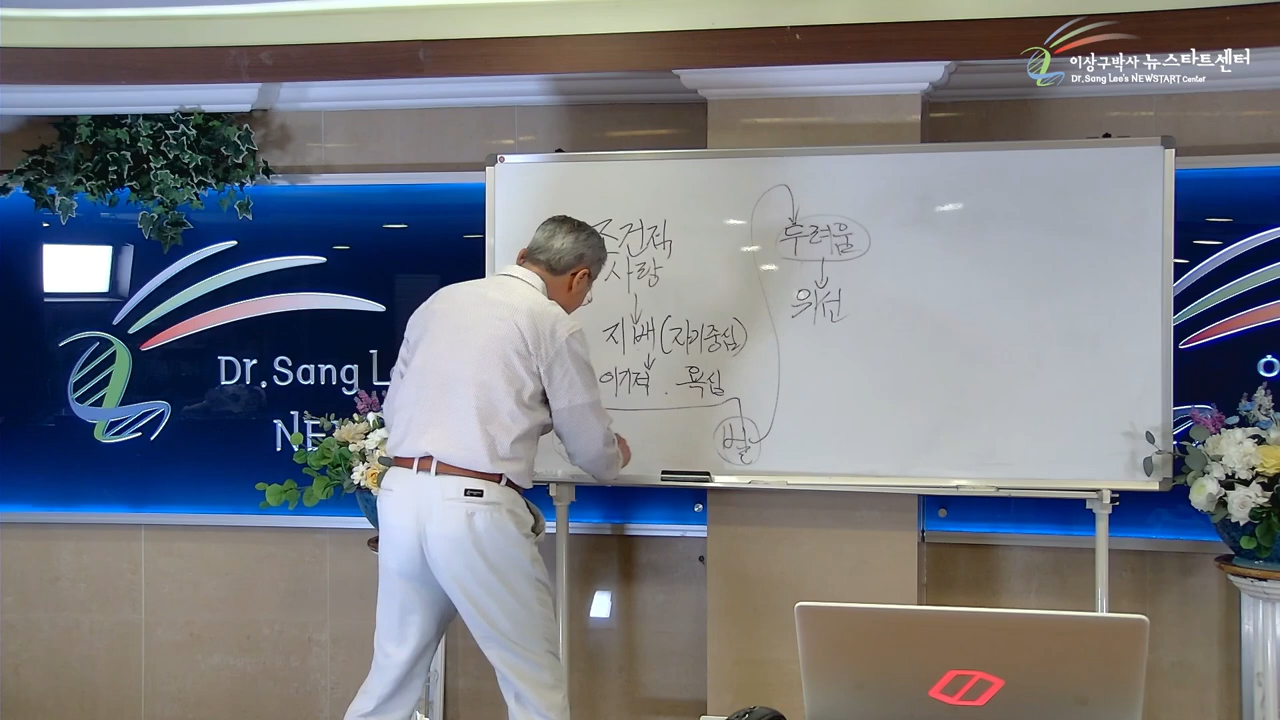 이상구박사 뉴스타트센터
Dr.Sang Lee's NEWSTART Center
조건적
사랑
지배(자기중심)
이기적 . 욕심
벌
두려움
위선
Dr.Sang L
NE